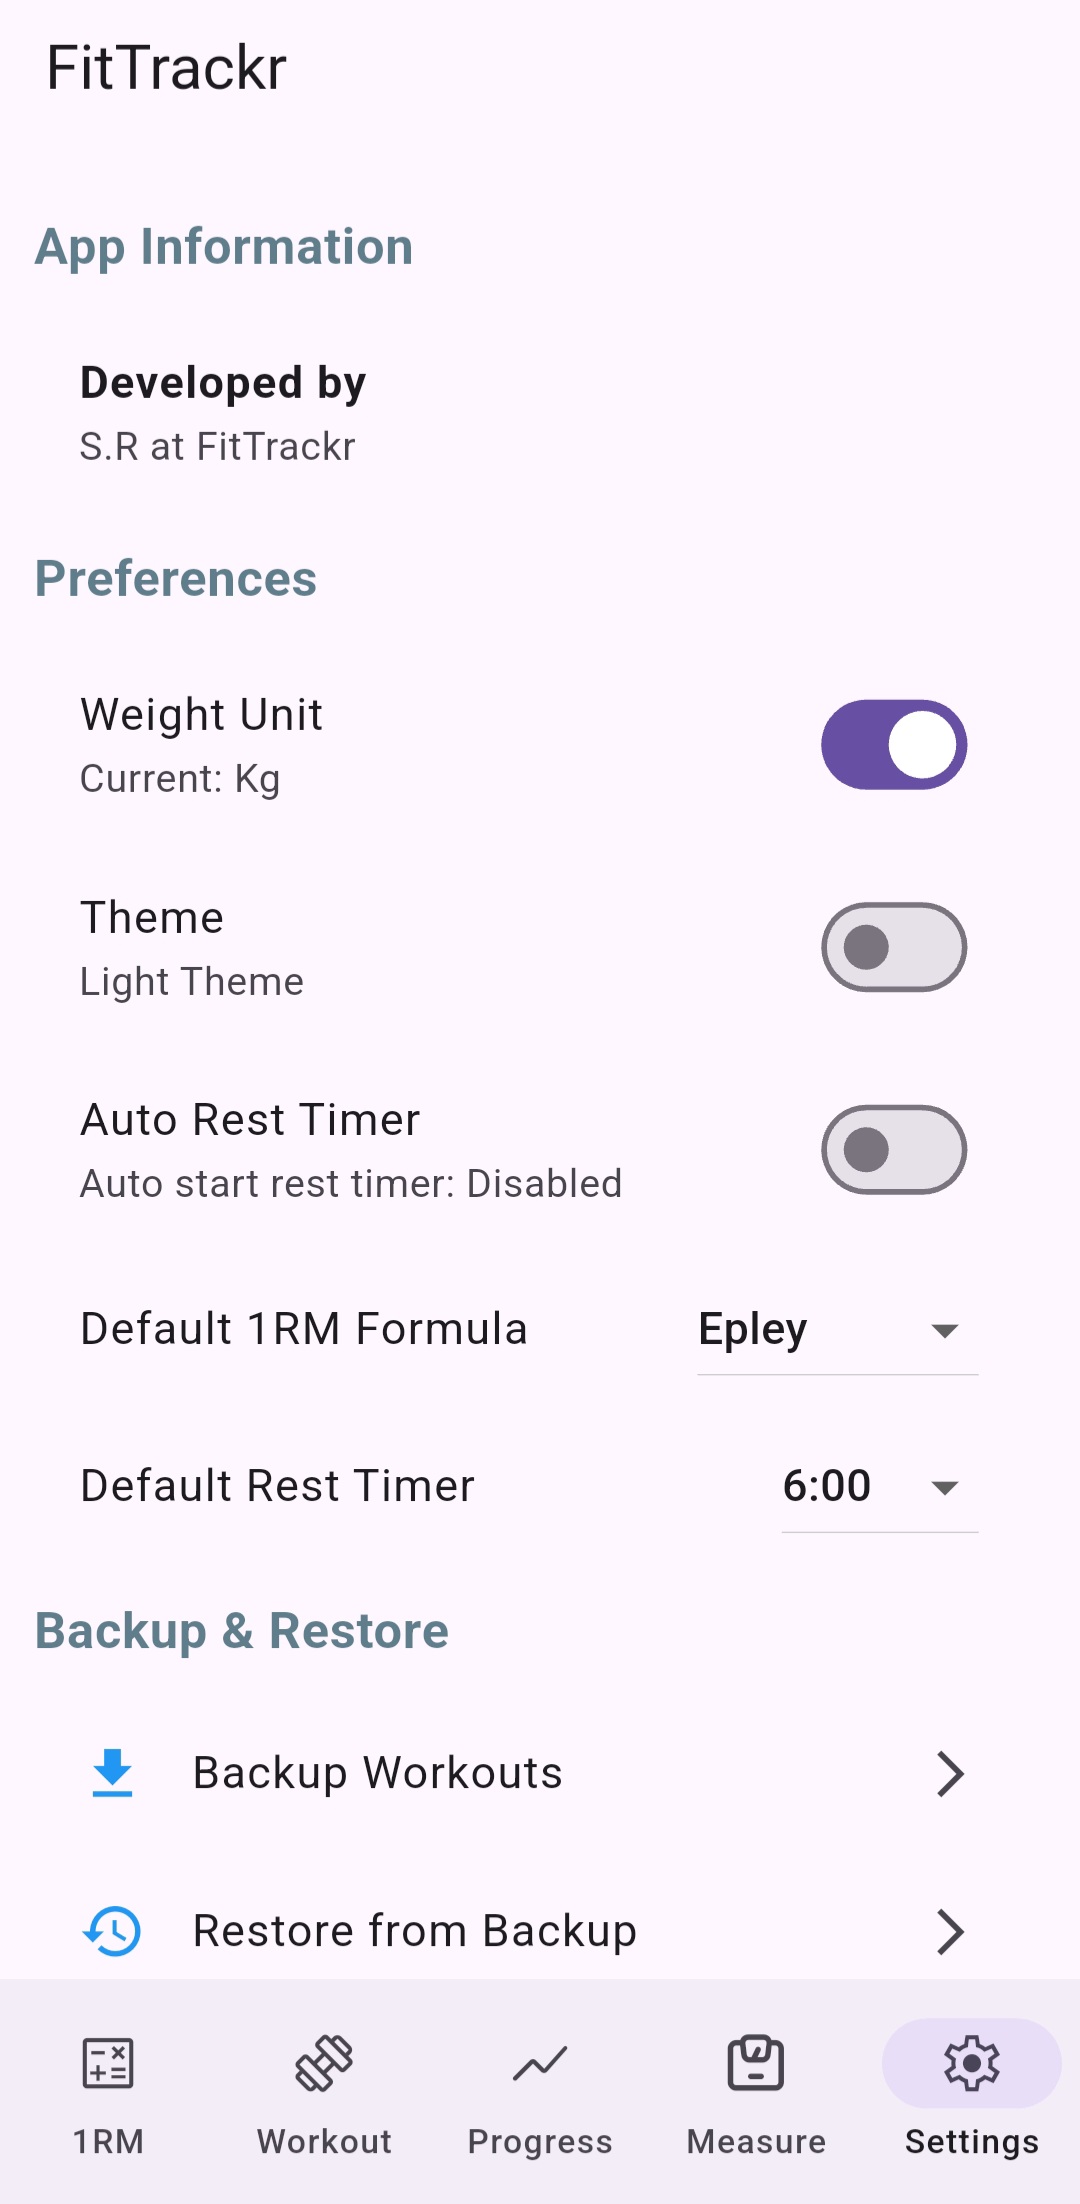 FitTrackr
App Information
Developed by
S.R at FitTrackr
Preferences
Weight Unit
Current: Kg
Theme
Light Theme
Auto Rest Timer
Auto start rest timer: Disabled
Default 1RM Formula Epley
Default Rest Timer 6:00
Backup & Restore
Backup Workouts
Restore from Backup
1RM Workout Progress Measure Settings